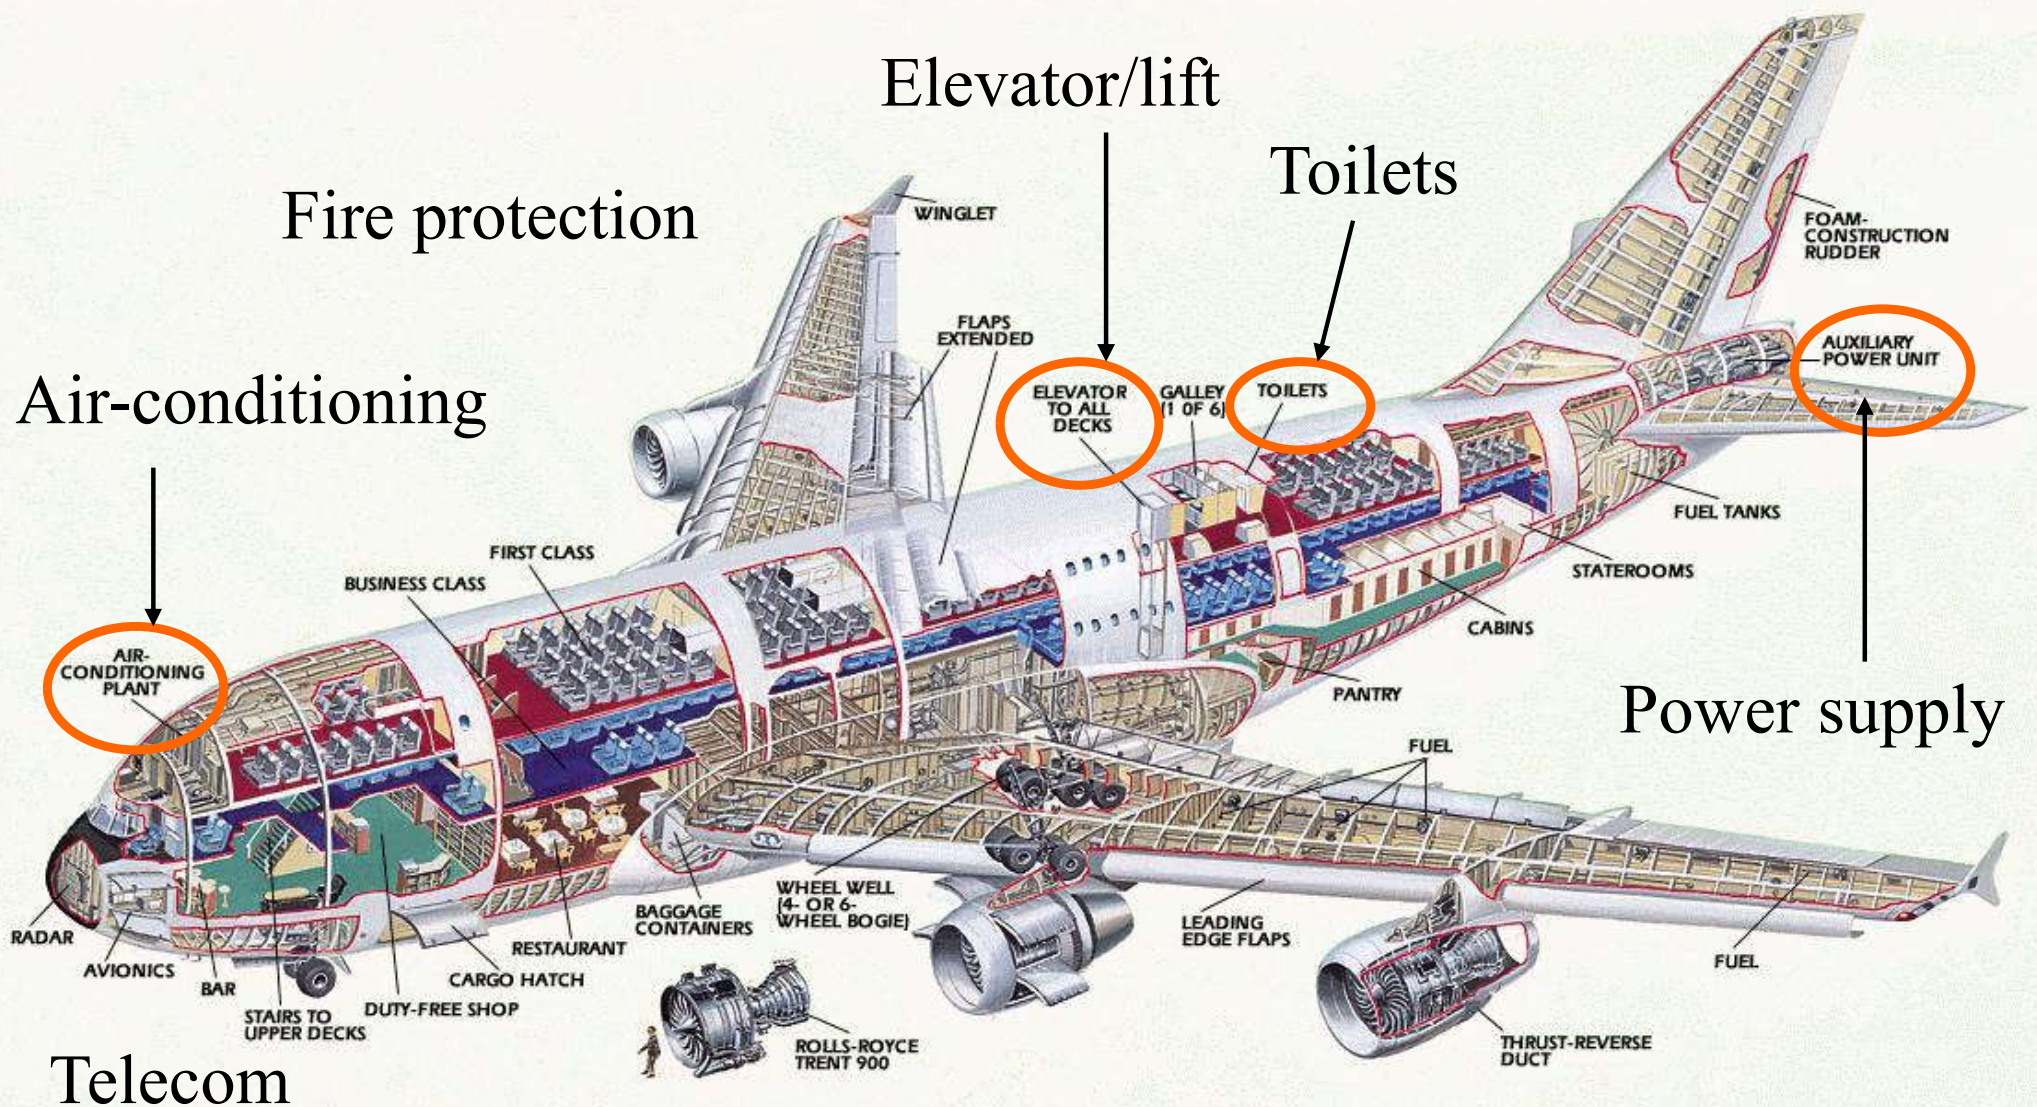 Elevator/lift
Toilets
Fire protection
WINGLET
FOAM-
CONSTRUCTION
RUDDER
FLAPS
EXTENDED
AUXILIARY
POWER UNIT
Air-conditioning
ELEVATOR
TO ALL
DECKS
GALLEY
(1 OF 6)
TOILETS
FUEL TANKS
FIRST CLASS
BUSINESS CLASS
STATEROOMS
CABINS
AIR-
CONDITIONING
PLANT
PANTRY
Power supply
FUEL
WHEEL WELL
(4- OR 6-
WHEEL BOGIE)
BAGGAGE
CONTAINERS
LEADING
EDGE FLAPS
RADAR
RESTAURANT
AVIONICS
CARGO HATCH
FUEL
BAR
DUTY-FREE SHOP
STAIRS TO
UPPER DECKS
ROLLS-ROYCE
TRENT 900
THRUST-REVERSE
DUCT
Telecom